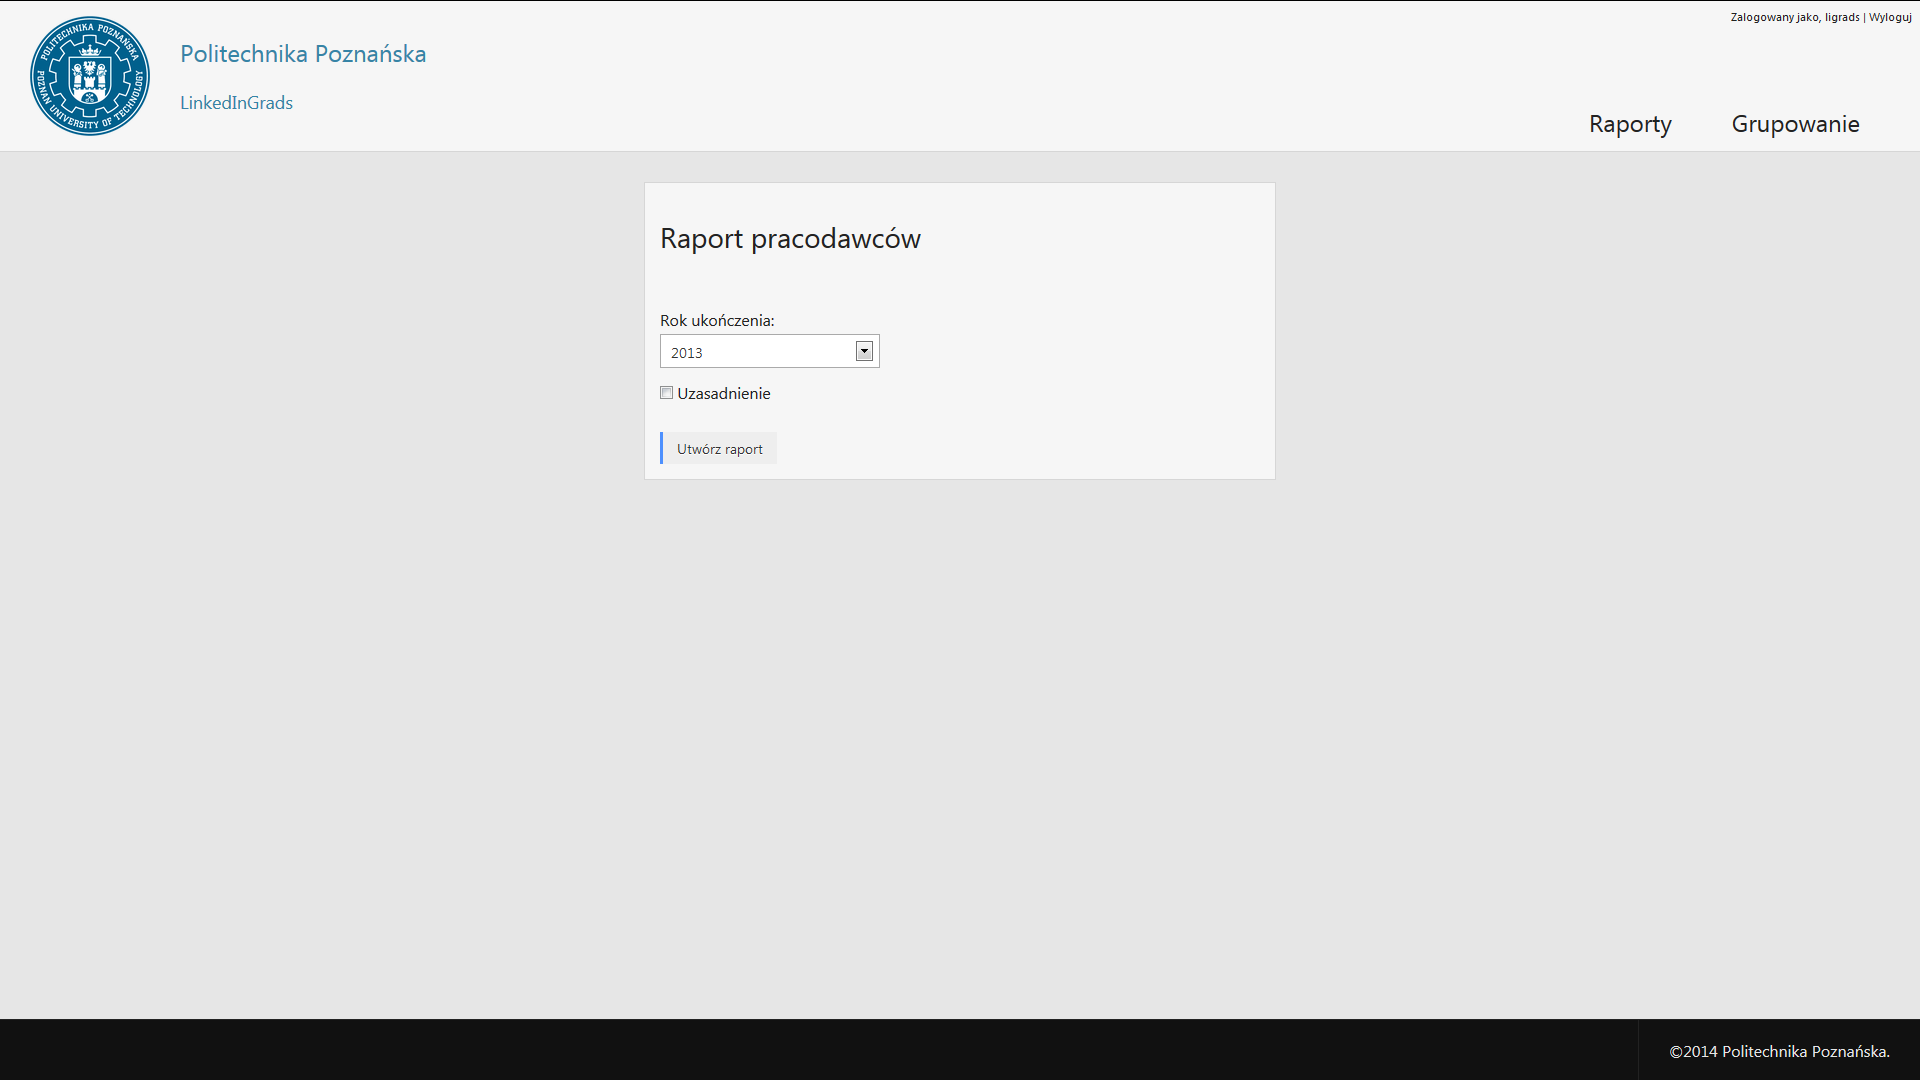 Zalogowany jako, ligrads | Wyloguj
POLITECHNIKA POZNAŃSKA
POZNAN UNIVERSITY OF TECHNOLOGY
Politechnika Poznańska
LinkedInGrads
Raporty Grupowanie
Raport pracodawców
Rok ukończenia:
2013
Uzasadnienie
Utwórz raport
©2014 Politechnika Poznańska.